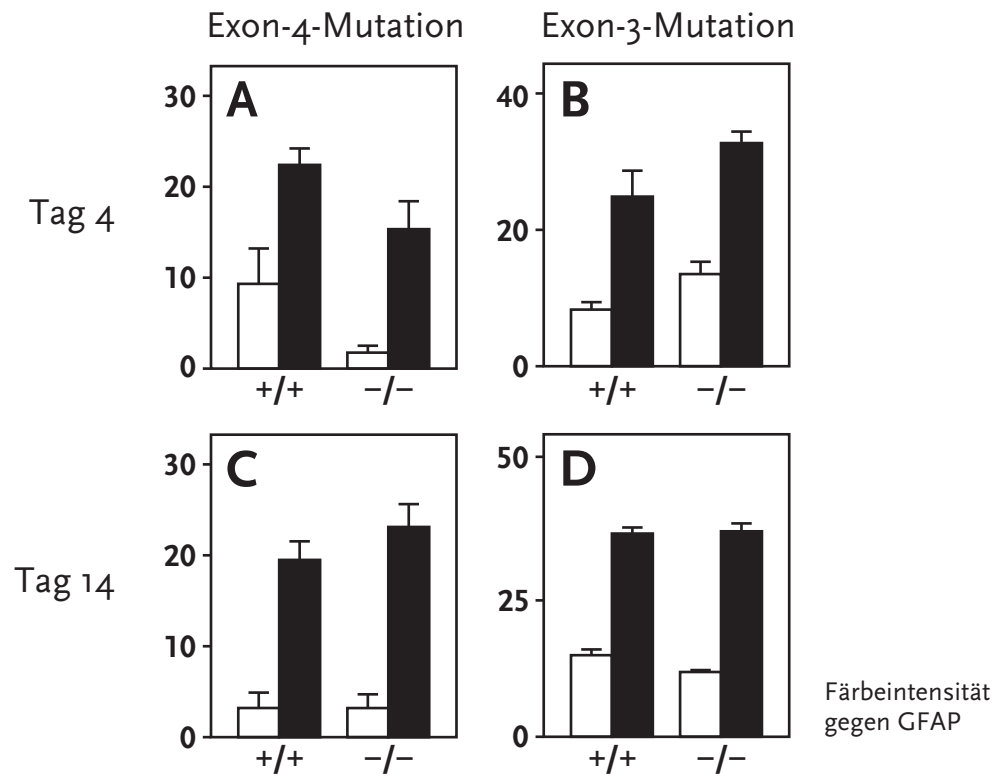 Exon-4-Mutation Exon-3-Mutation
A B
30 40
20
Tag 4 20
10
0 0
+/+ −/− +/+ −/−
C D
30 50
20
Tag 14 25
10
0 0
+/+ −/− +/+ −/−
Färbeintensität
gegen GFAP